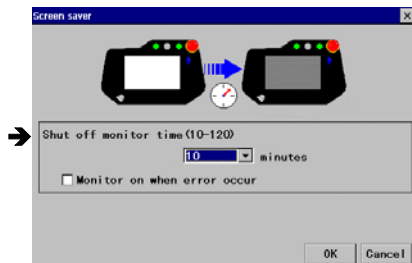 Screen saver
Shut off monitor time(10-120)
10 minutes
Monitor on when error occur
OK Cancel